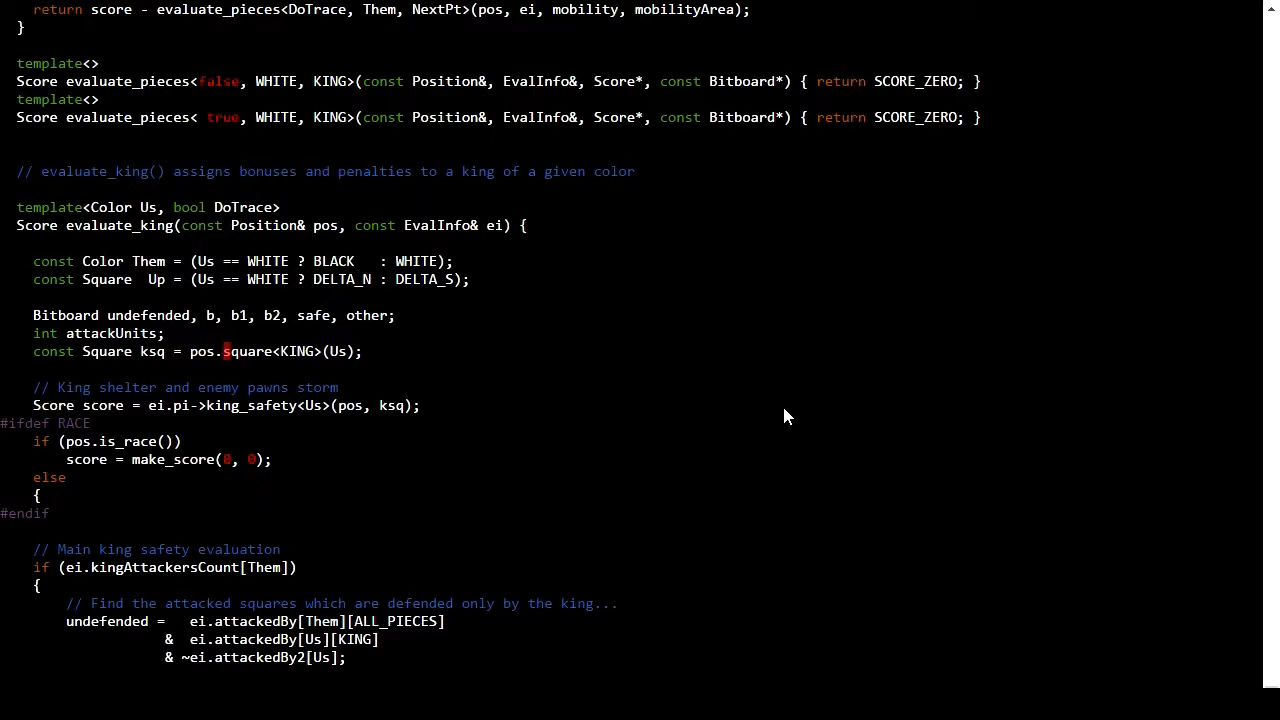 return score - evaluate_pieces<DoTrace, Them, NextPt>(pos, ei, mobility, mobilityArea);
}
template<>
Score evaluate_pieces<false, WHITE, KING>(const Position&, EvalInfo&, Score*, const Bitboard*) { return SCORE_ZERO; }
template<>
Score evaluate_pieces< true, WHITE, KING>(const Position&, EvalInfo&, Score*, const Bitboard*) { return SCORE_ZERO; }
// evaluate_king() assigns bonuses and penalties to a king of a given color
template<Color Us, bool DoTrace>
Score evaluate_king(const Position& pos, const EvalInfo& ei) {
const Color Them = (Us == WHITE ? BLACK   : WHITE);
const Square  Up = (Us == WHITE ? DELTA_N : DELTA_S);
Bitboard undefended, b, b1, b2, safe, other;
int attackUnits;
const Square ksq = pos.square<KING>(Us);
// King shelter and enemy pawns storm
Score score = ei.pi->king_safety<Us>(pos, ksq);
#ifdef RACE
if (pos.is_race())
score = make_score(0, 0);
else
{
#endif
// Main king safety evaluation
if (ei.kingAttackersCount[Them])
{
// Find the attacked squares which are defended only by the king...
undefended =   ei.attackedBy[Them][ALL_PIECES]
&  ei.attackedBy[Us][KING]
& ~ei.attackedBy2[Us];